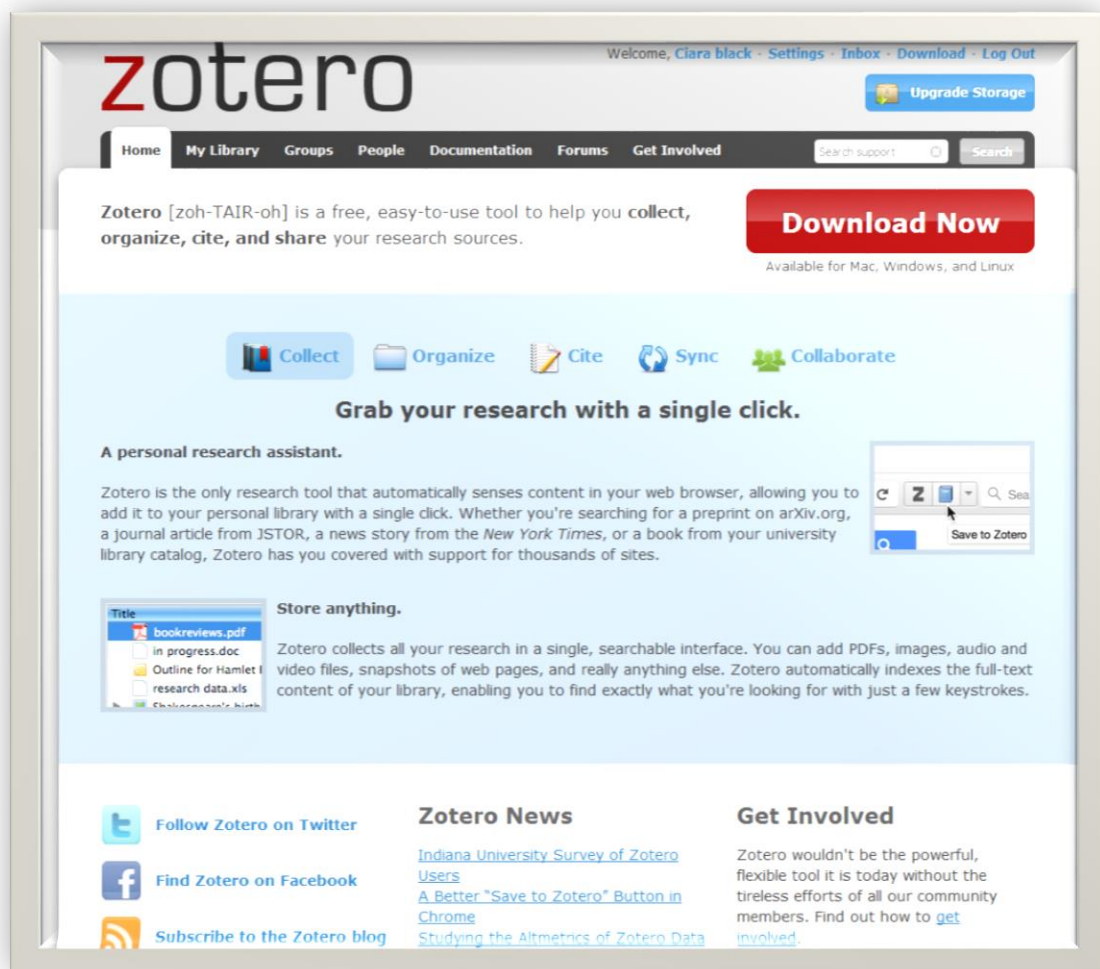 zotero
Welcome, Ciara black · Settings · Inbox · Download · Log Out
Upgrade Storage
Home My Library Groups People Documentation Forums Get Involved
Search support
Search
Zotero [zoh-TAIR-oh] is a free, easy-to-use tool to help you collect,
organize, cite, and share your research sources.
Download Now
Available for Mac, Windows, and Linux
Collect Organize Cite Sync Collaborate
Grab your research with a single click.
A personal research assistant.
Zotero is the only research tool that automatically senses content in your web browser, allowing you to
add it to your personal library with a single click. Whether you're searching for a preprint on arXiv.org,
a journal article from JSTOR, a news story from the New York Times, or a book from your university
library catalog, Zotero has you covered with support for thousands of sites.
Z Sea
Save to Zotero
Title
bookreviews.pdf
in progress.doc
Outline for Hamlet
research data.xls
Shakespeare's birth
Store anything.
Zotero collects all your research in a single, searchable interface. You can add PDFs, images, audio and
video files, snapshots of web pages, and really anything else. Zotero automatically indexes the full-text
content of your library, enabling you to find exactly what you're looking for with just a few keystrokes.
Follow Zotero on Twitter
Find Zotero on Facebook
Subscribe to the Zotero blog
Zotero News
Indiana University Survey of Zotero
Users
A Better "Save to Zotero" Button in
Chrome
Studying the Altmetrics of Zotero Data
Get Involved
Zotero wouldn't be the powerful,
flexible tool it is today without the
tireless efforts of all our community
members. Find out how to get
involved.